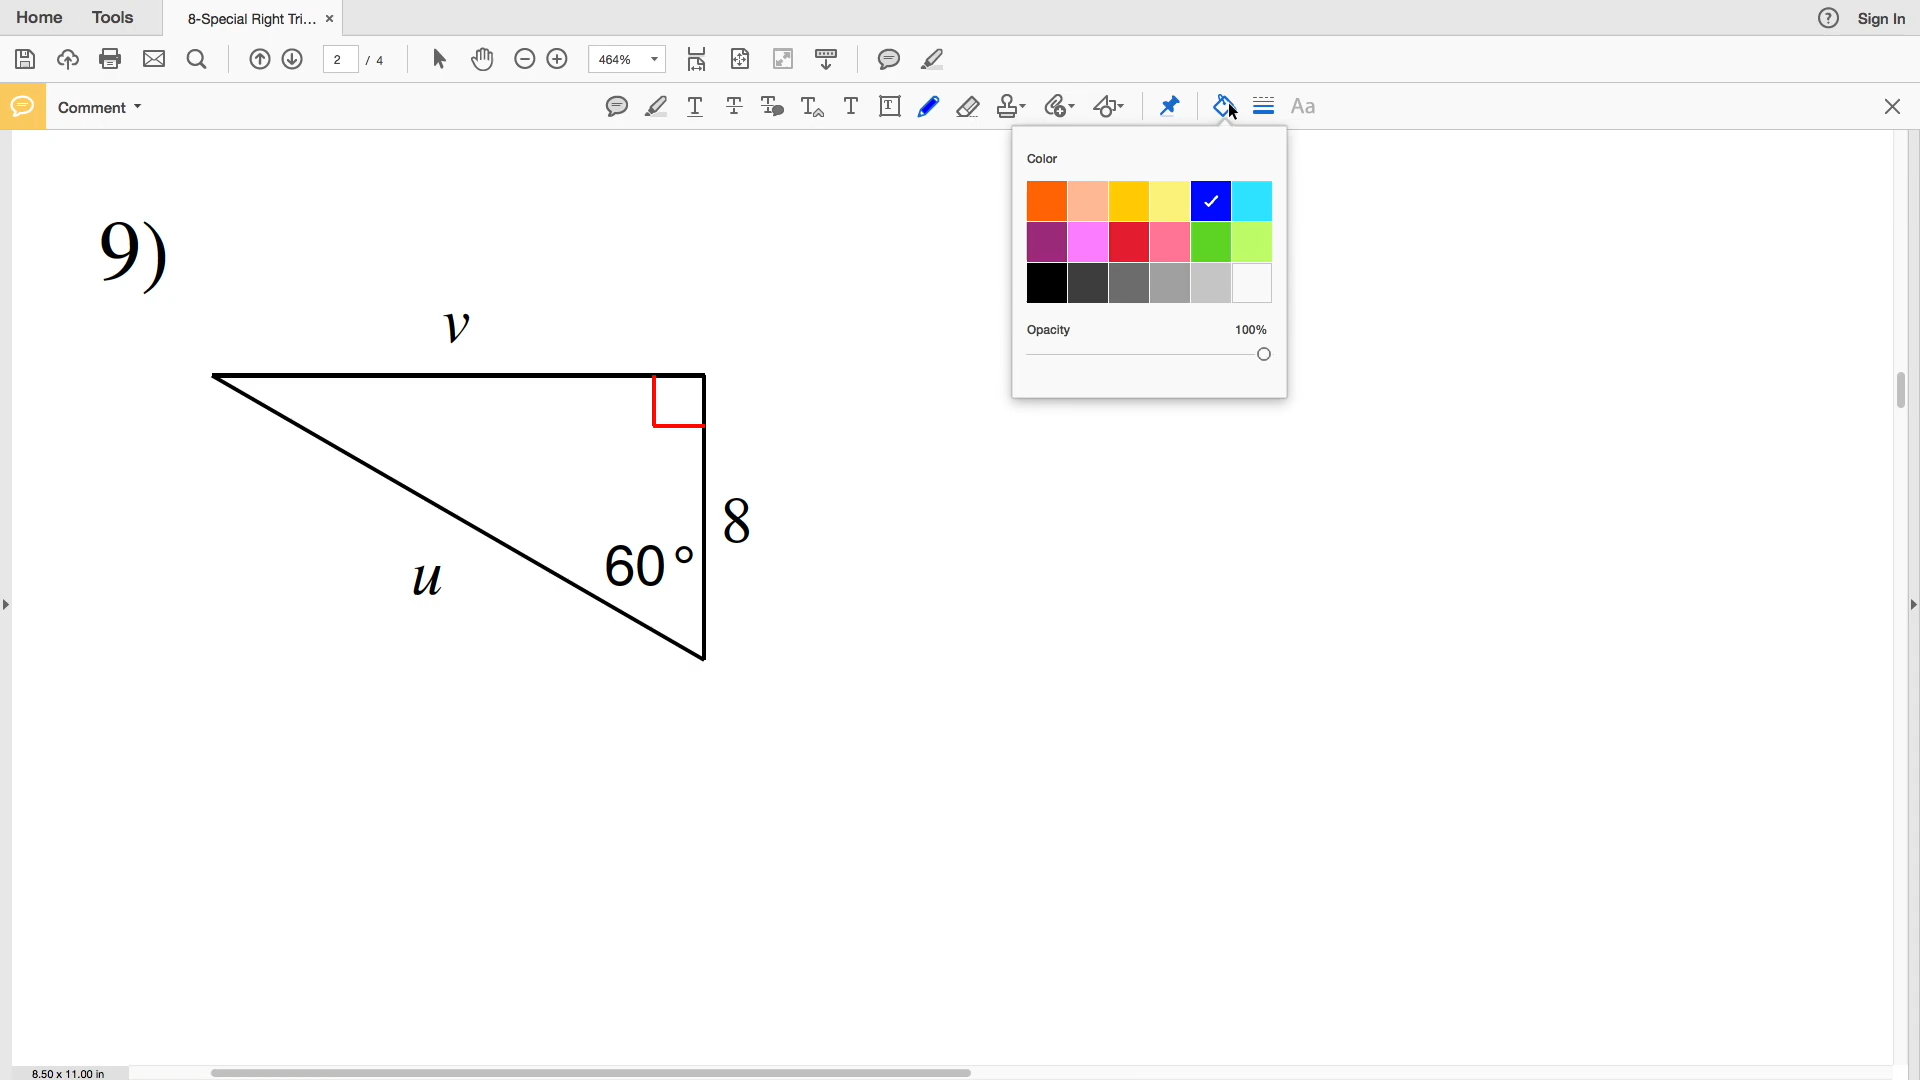 Home Tools 8-Special Right Tri... × ? Sign In
2 / 4 464%
Comment T T T T T T Aa
Color
Opacity 100%
9)
v
8
60°
u
8.50 x 11.00 in